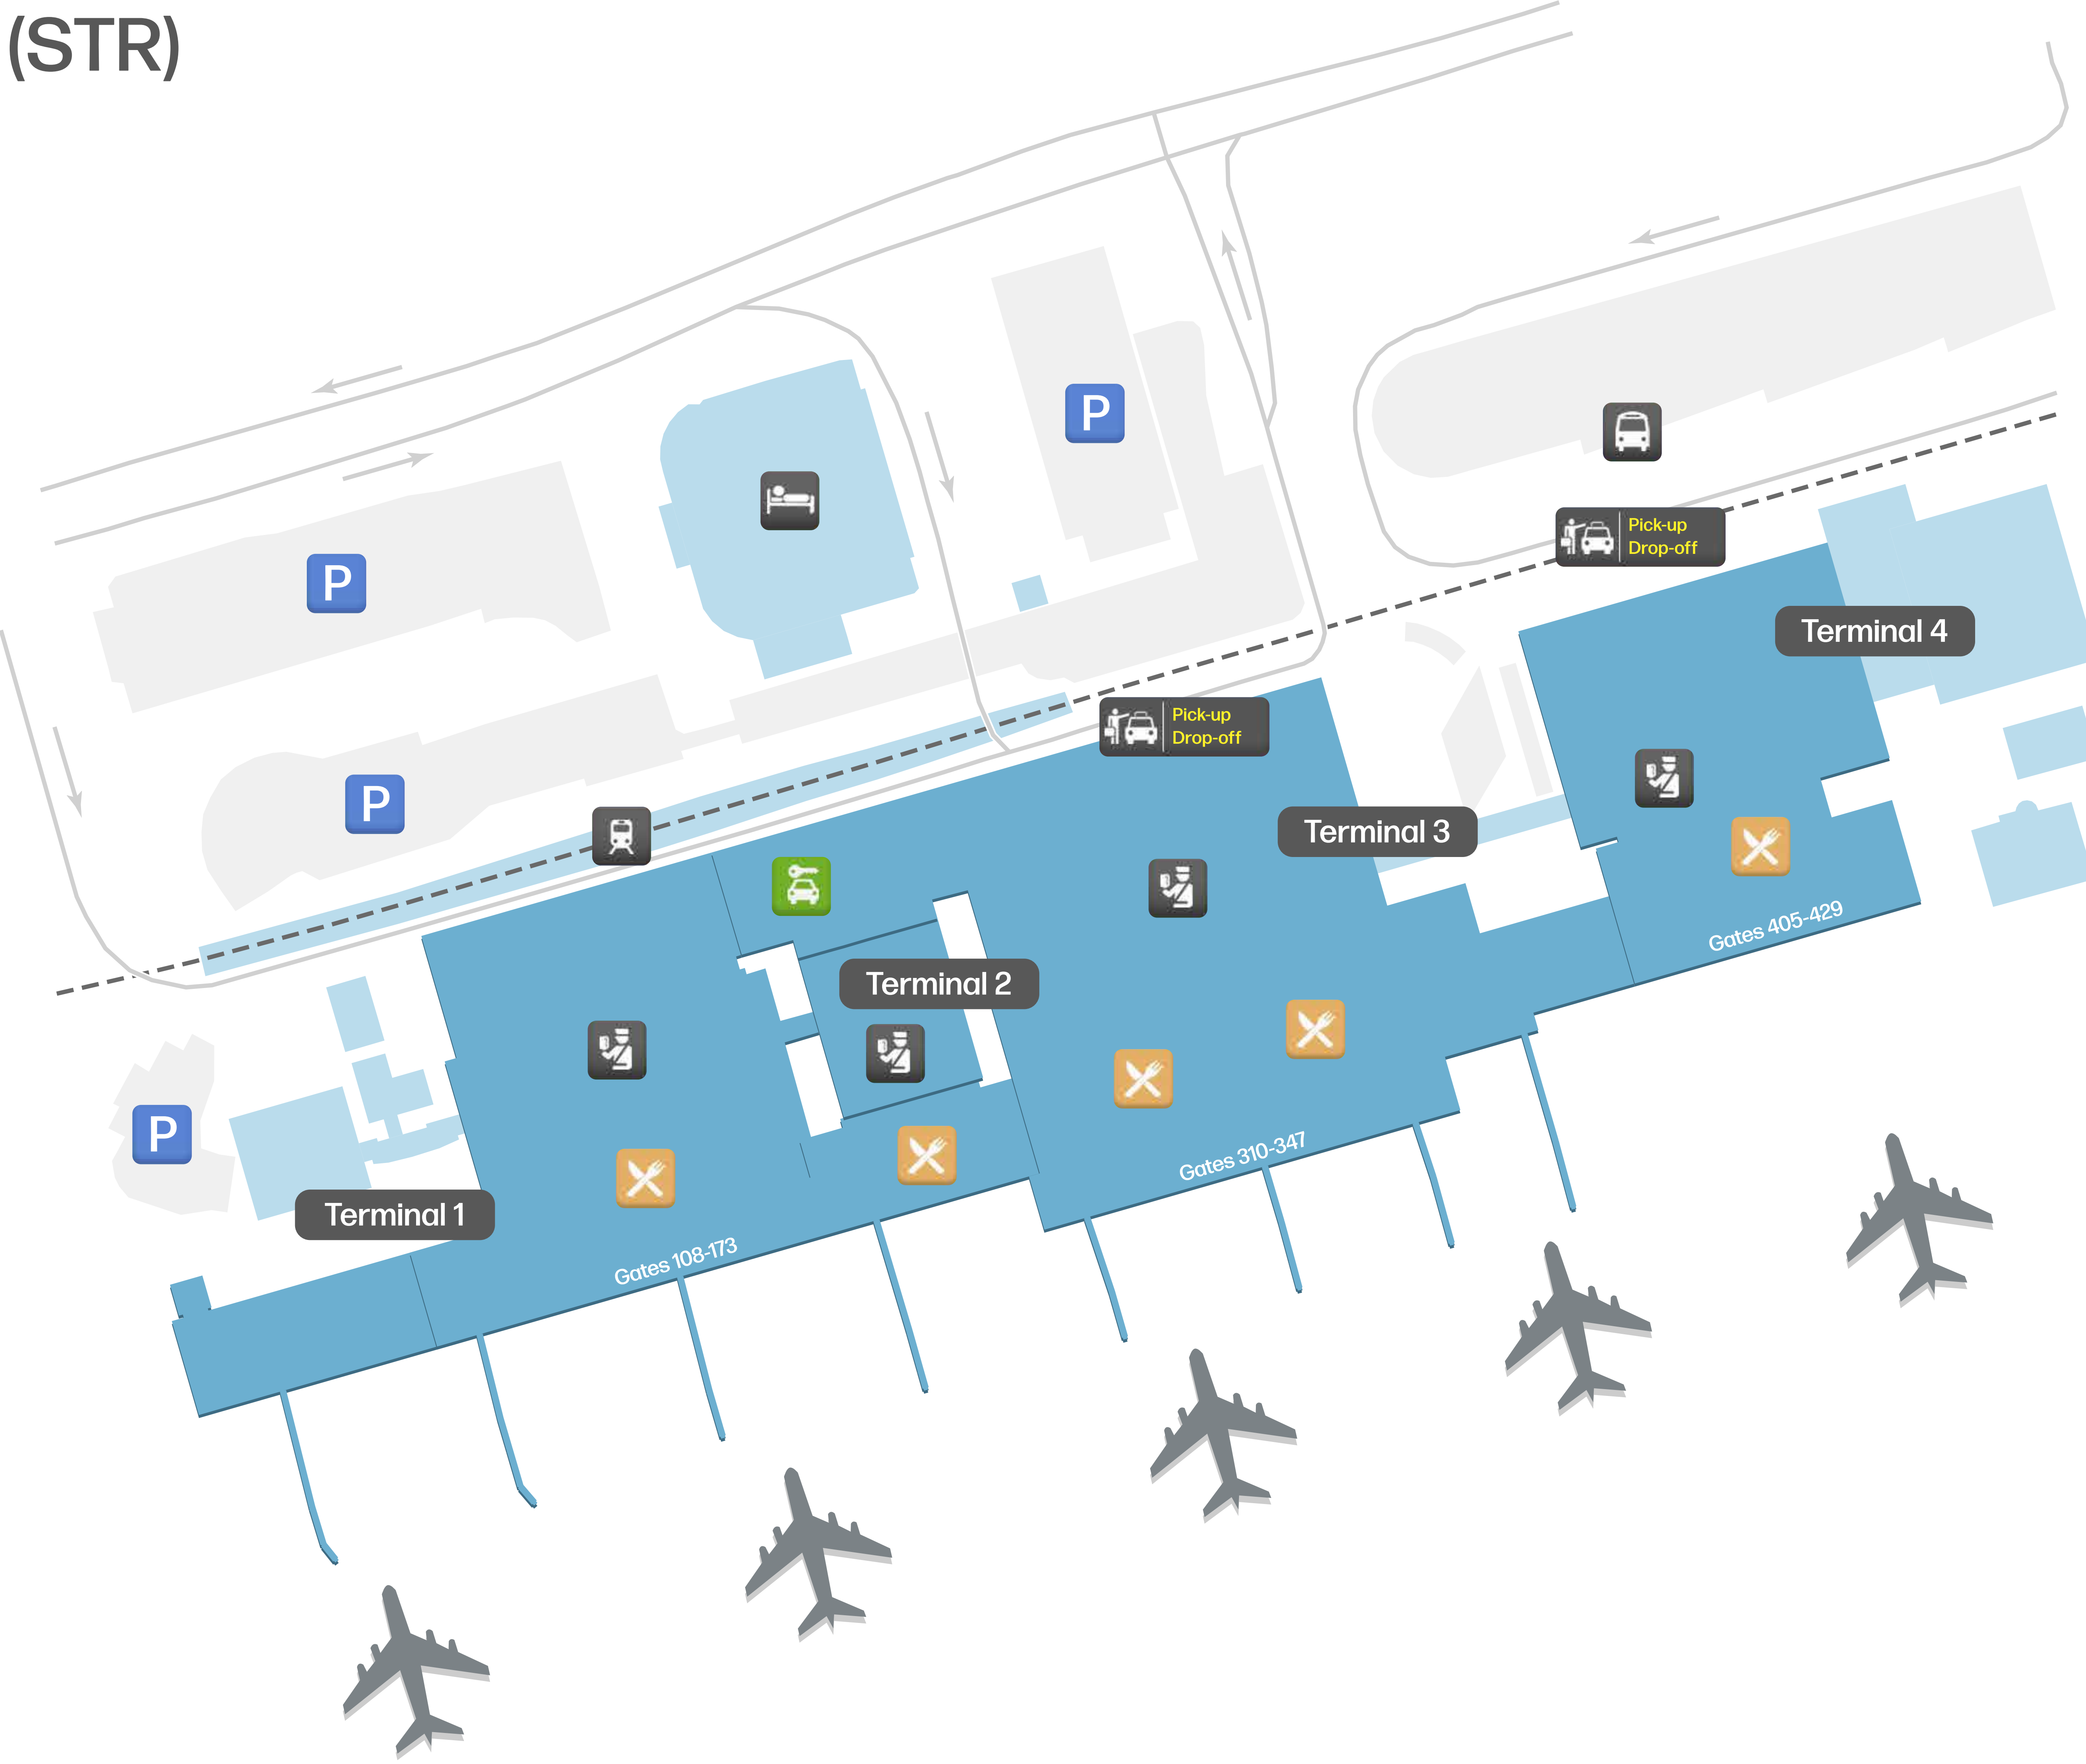 (STR)
P
Pick-up
Drop-off
P
Terminal 4
Pick-up
Drop-off
P
Terminal 3
Gates 405-429
Terminal 2
P
Gates 310-347
Terminal 1
Gates 108-173